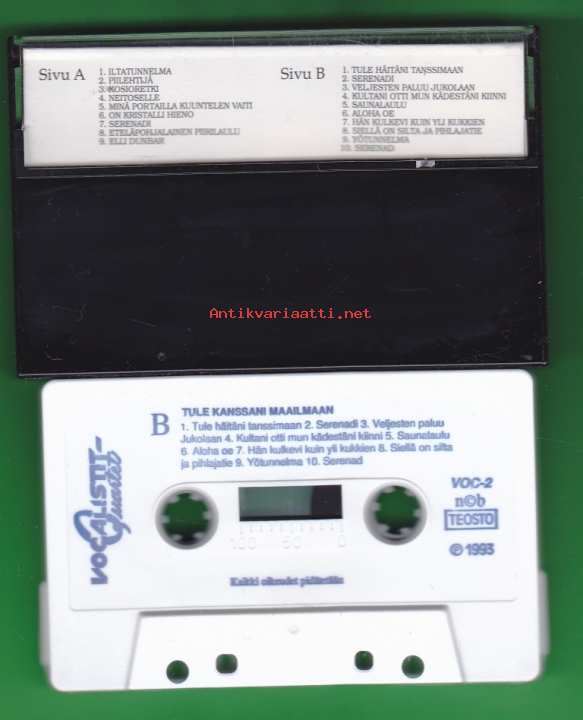 Sivu A
1. ILTATUNNELMA
2. PIILEHTIJÄ
3. KOSIORETKI
4. NEITOSELLE
5. MINÄ PORTAILLA KUUNTELEN VAITI
6. ON KRISTALLI HIENO
7. SERENADI
8. ETELÄPOHJALAINEN PIIRILAULU
9. ELLI DUNBAR
Sivu B
1. TULE HÄITÄNI TANSSIMAAN
2. SERENADI
3. VELJESTEN PALUU JUKOLAAN
4. KULTANI OTTI MUN KÄDESTÄNI KIINNI
5. SAUNALAULU
6. ALOHA OE
7. HÄN KULKEVI KUIN YLI KUKKIEN
8. SIELLÄ ON SILTA JA PIHLAJATIE
9. YÖTUNNELMA
10. SERENAD
Antikvariaatti.net
B
TULE KANSSANI MAAILMAAN
1. Tule häitäni tanssimaan 2. Serenadi 3. Veljesten paluu
Jukolaan 4. Kultani otti mun kädestäni kiinni 5. Saunalaulu
6. Aloha oe 7. Hän kulkevi kuin yli kukkien 8. Siellä on silta
ja pihlajatie 9. Yötunnelma 10. Serenad
VOCALISTIT-
Quartet
VOC-2
n©b
TEOSTO
℗ 1993
100 50 0
Kaikki oikeudet pidätetään